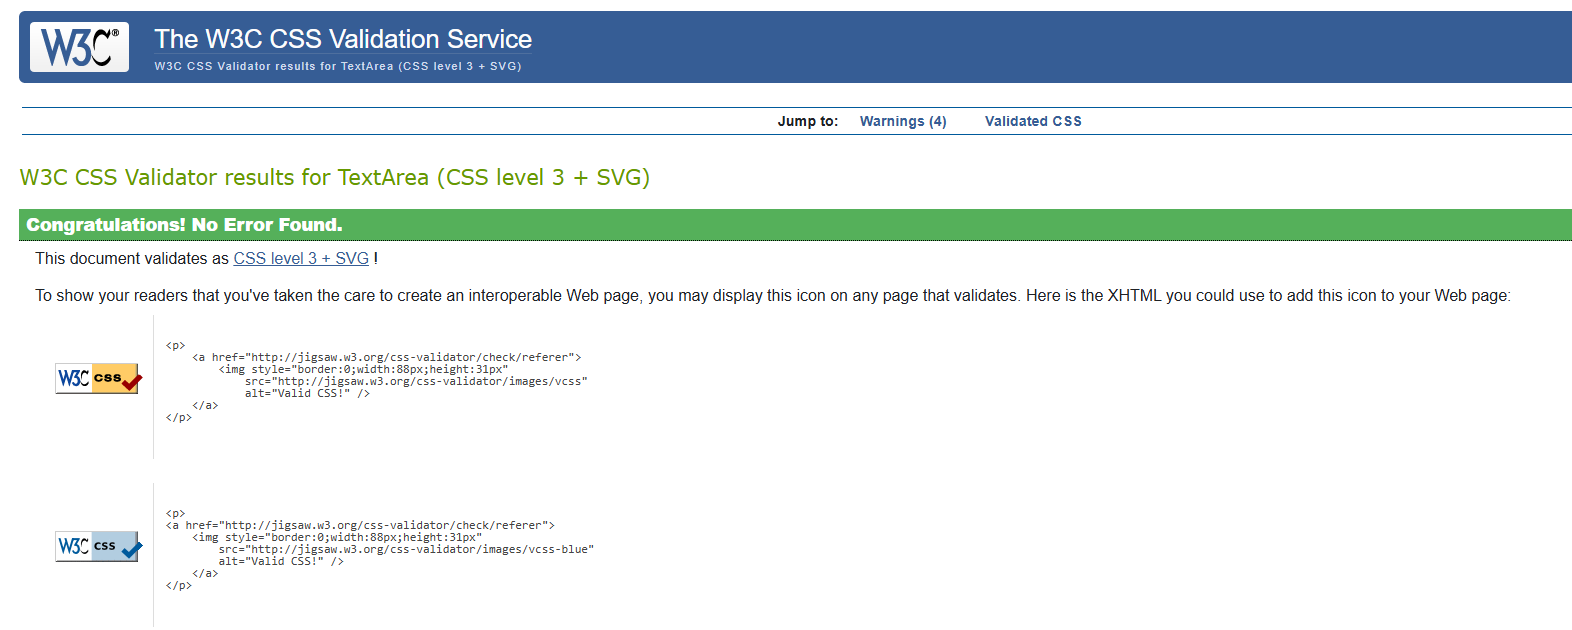 W3C®
The W3C CSS Validation Service
W3C CSS Validator results for TextArea (CSS level 3 + SVG)
Jump to: Warnings (4) Validated CSS
W3C CSS Validator results for TextArea (CSS level 3 + SVG)
Congratulations! No Error Found.
This document validates as CSS level 3 + SVG !
To show your readers that you've taken the care to create an interoperable Web page, you may display this icon on any page that validates. Here is the XHTML you could use to add this icon to your Web page:
W3C css
<p>
<a href="http://jigsaw.w3.org/css-validator/check/referer">
<img style="border:0;width:88px;height:31px"
src="http://jigsaw.w3.org/css-validator/images/vcss"
alt="Valid CSS!" />
</a>
</p>
W3C css
<p>
<a href="http://jigsaw.w3.org/css-validator/check/referer">
<img style="border:0;width:88px;height:31px"
src="http://jigsaw.w3.org/css-validator/images/vcss-blue"
alt="Valid CSS!" />
</a>
</p>